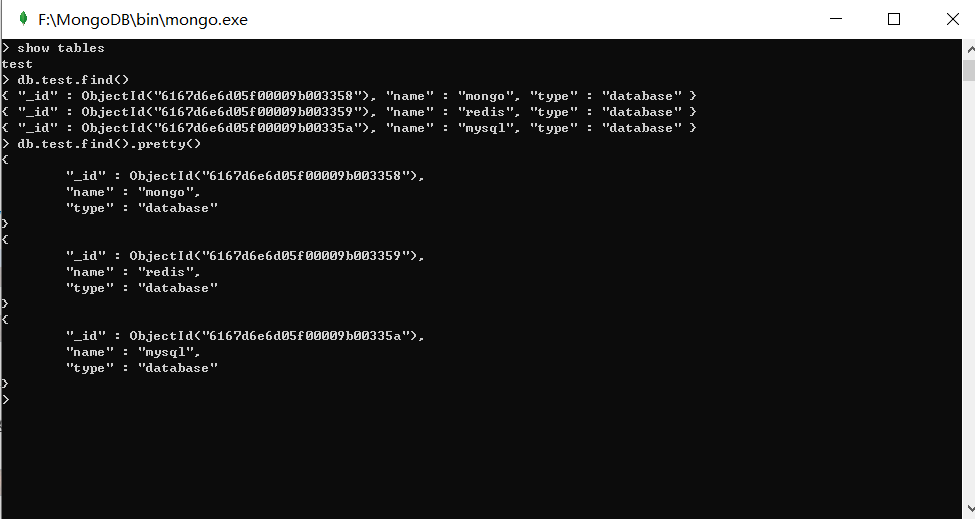 F:\MongoDB\bin\mongo.exe
> show tables
test
> db.test.find()
{ "_id" : ObjectId("6167d6e6d05f00009b003358"), "name" : "mongo", "type" : "database" }
{ "_id" : ObjectId("6167d6e6d05f00009b003359"), "name" : "redis", "type" : "database" }
{ "_id" : ObjectId("6167d6e6d05f00009b00335a"), "name" : "mysql", "type" : "database" }
> db.test.find().pretty()
{
        "_id" : ObjectId("6167d6e6d05f00009b003358"),
        "name" : "mongo",
        "type" : "database"
}
{
        "_id" : ObjectId("6167d6e6d05f00009b003359"),
        "name" : "redis",
        "type" : "database"
}
{
        "_id" : ObjectId("6167d6e6d05f00009b00335a"),
        "name" : "mysql",
        "type" : "database"
}
>